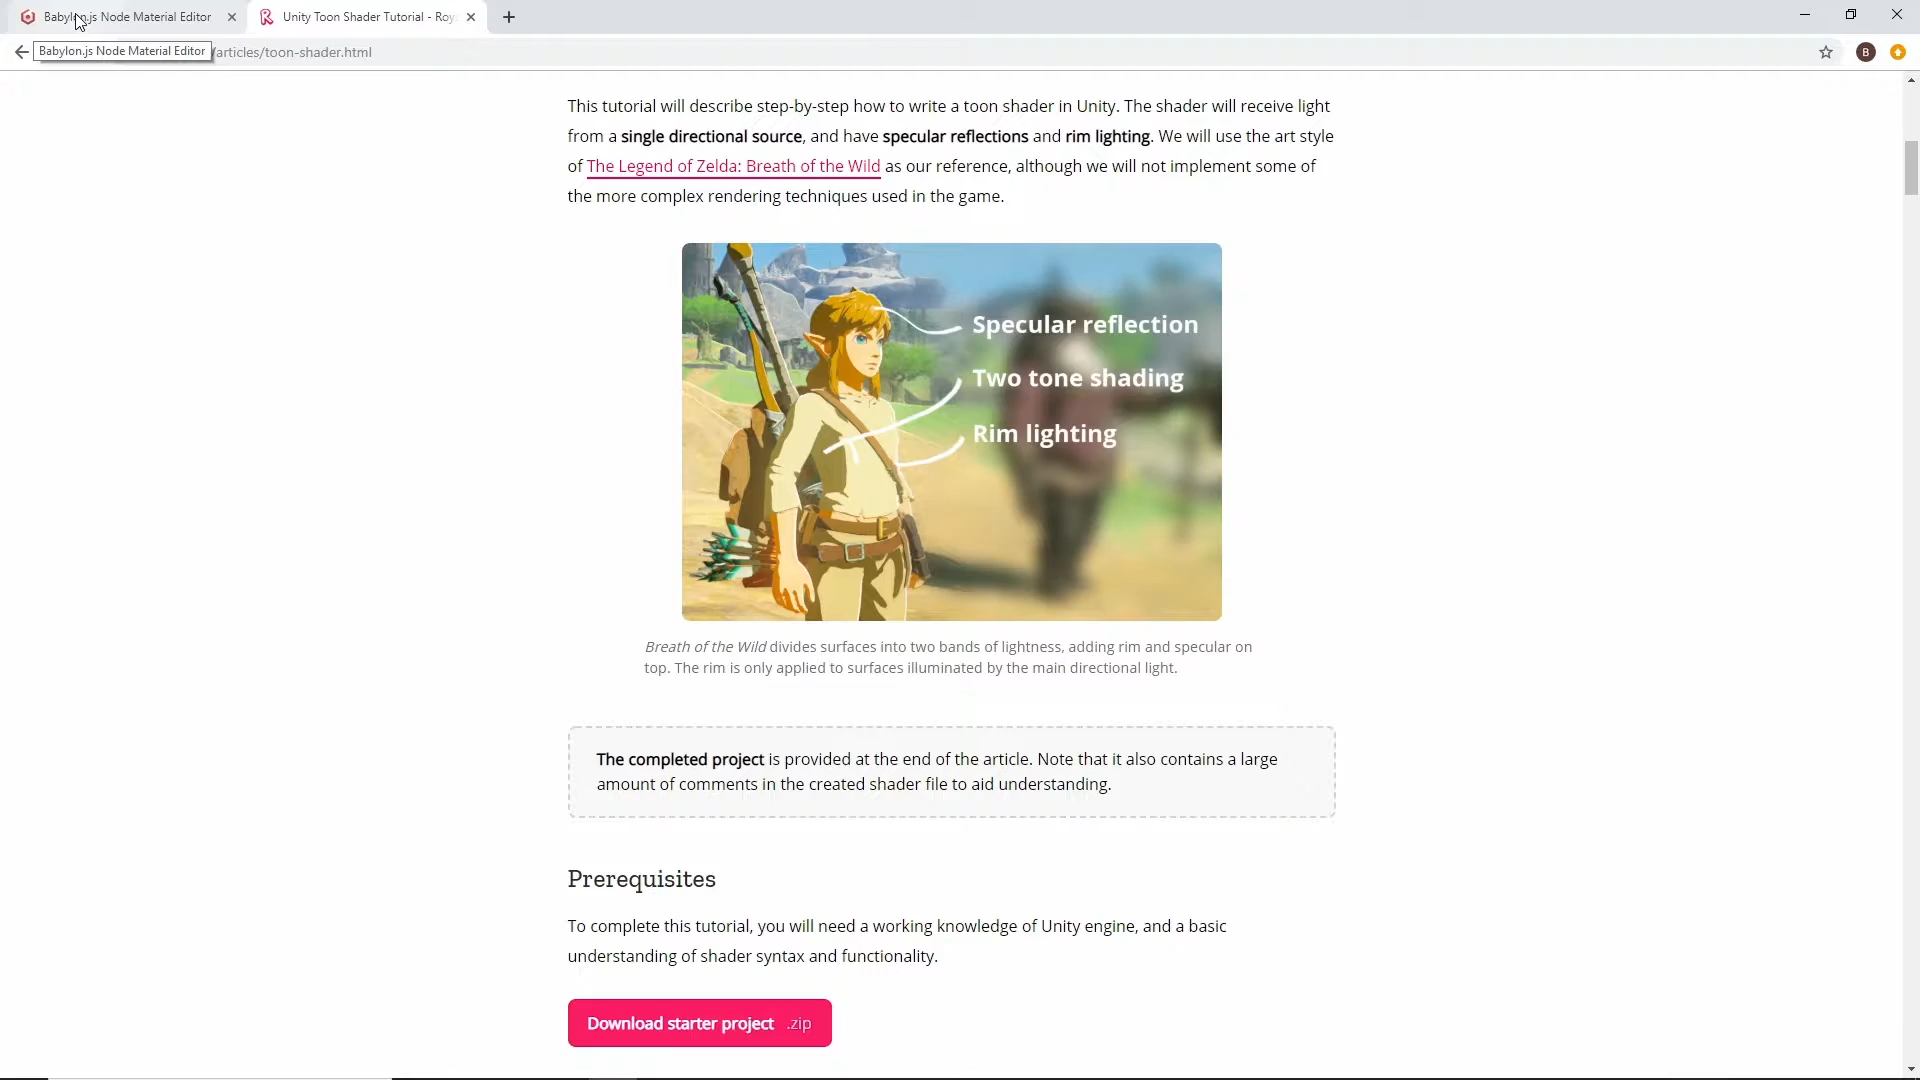 Babylon.js Node Material Editor
Unity Toon Shader Tutorial - Roy
Babylon.js Node Material Editor
/articles/toon-shader.html
B
This tutorial will describe step-by-step how to write a toon shader in Unity. The shader will receive light
from a single directional source, and have specular reflections and rim lighting. We will use the art style
of The Legend of Zelda: Breath of the Wild as our reference, although we will not implement some of
the more complex rendering techniques used in the game.
Specular reflection
Two tone shading
Rim lighting
Breath of the Wild divides surfaces into two bands of lightness, adding rim and specular on
top. The rim is only applied to surfaces illuminated by the main directional light.
The completed project is provided at the end of the article. Note that it also contains a large
amount of comments in the created shader file to aid understanding.
Prerequisites
To complete this tutorial, you will need a working knowledge of Unity engine, and a basic
understanding of shader syntax and functionality.
Download starter project .zip